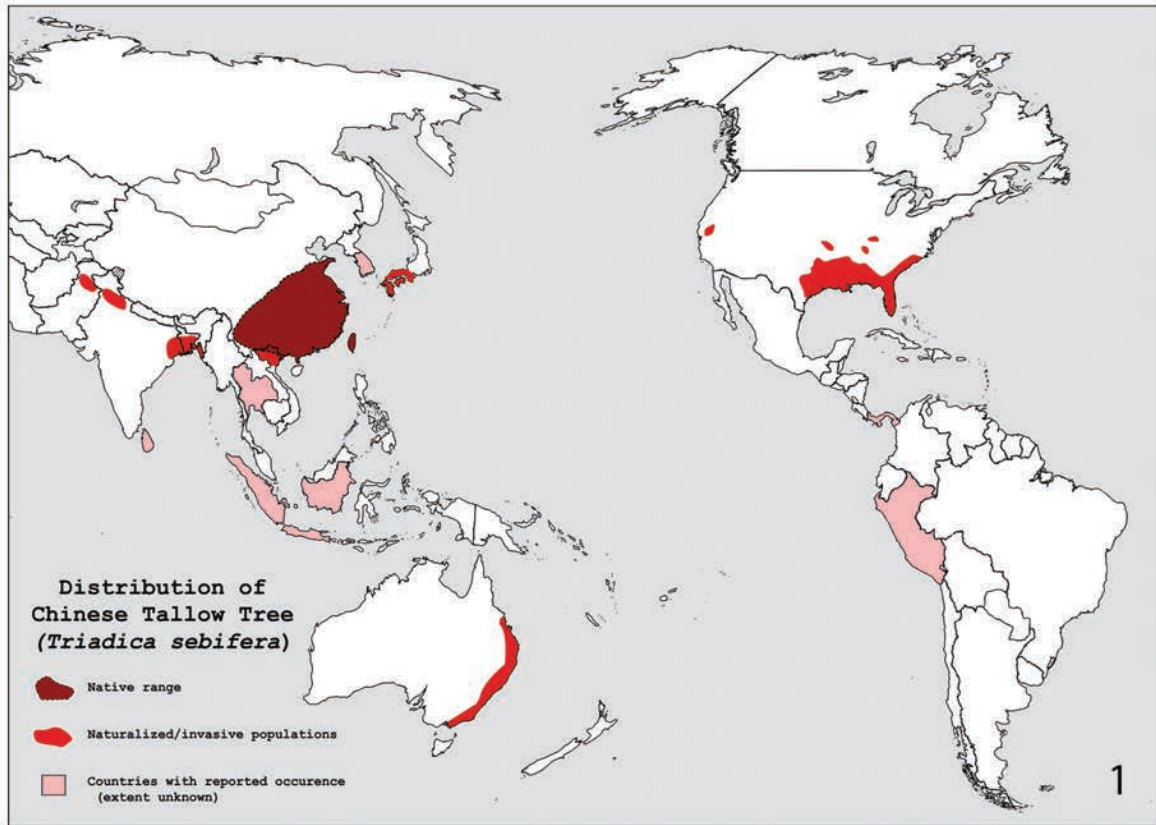 Distribution of
Chinese Tallow Tree
(Triadica sebifera)
Native range
Naturalized/invasive populations
Countries with reported occurence
(extent unknown)
1